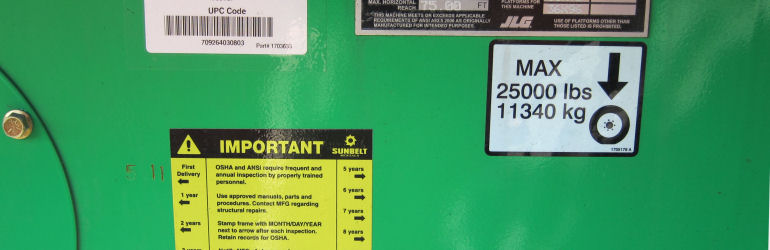 UPC Code
709264030803
Part# 1703633
MAX. HORIZONTAL
REACH 75.00 FT
THIS MACHINE MEETS OR EXCEEDS APPLICABLE
REQUIREMENTS OF ANSI A92.5 2006 AS ORIGINALLY
MANUFACTURED FOR INTENDED PURPOSES.
PLATFORMS FOR
THIS MACHINE
JLG
USE OF PLATFORMS OTHER THAN
THOSE LISTED IS PROHIBITED.
MAX
25000 lbs
11340 kg
1705179 A
5 11
IMPORTANT
SUNBELT
First
Delivery
OSHA and ANSI require frequent and
annual inspection by properly trained
personnel.
5 years
1 year
Use approved manuals, parts and
procedures. Contact MFG regarding
structural repairs.
6 years
7 years
2 years
Stamp frame with MONTH/DAY/YEAR
next to arrow after each inspection.
Retain records for OSHA.
8 years